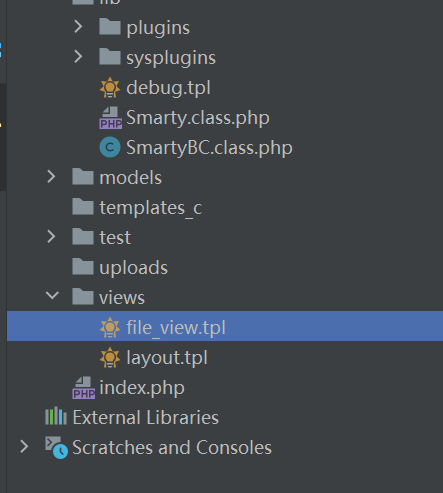 lib
plugins
sysplugins
debug.tpl
PHP Smarty.class.php
C SmartyBC.class.php
models
templates_c
test
uploads
views
file_view.tpl
layout.tpl
PHP index.php
External Libraries
Scratches and Consoles